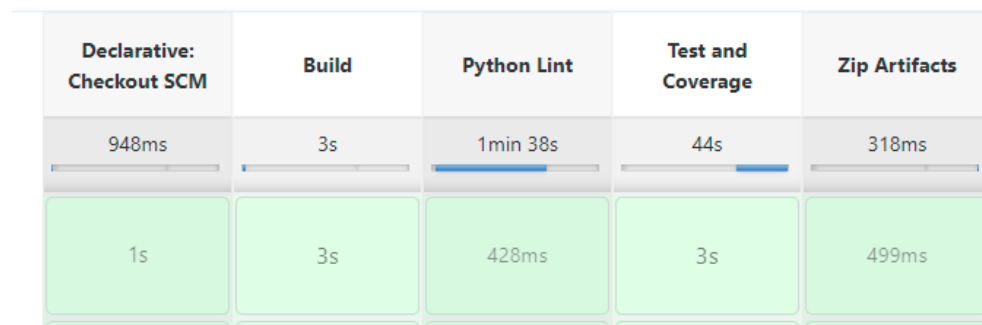 Declarative:
Checkout SCM
Build
Python Lint
Test and
Coverage
Zip Artifacts
948ms
3s
1min 38s
44s
318ms
1s
3s
428ms
3s
499ms